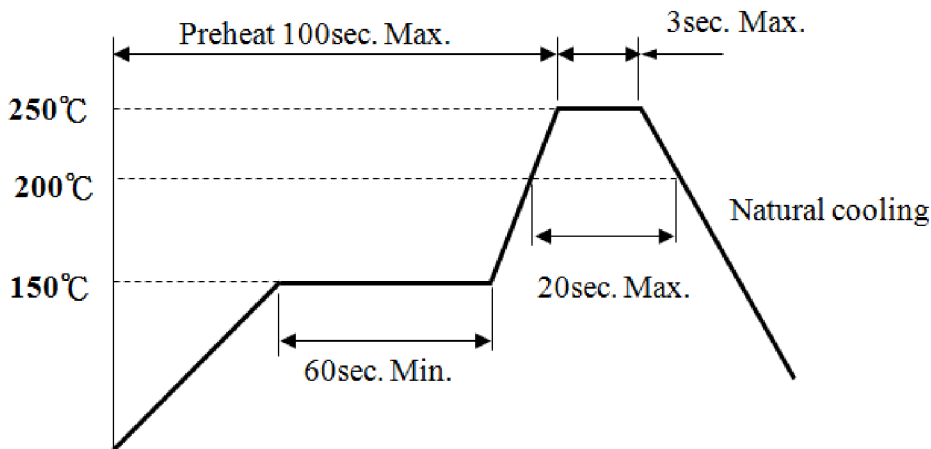 Preheat 100sec. Max.
3sec. Max.
250℃
200℃
Natural cooling
150℃
20sec. Max.
60sec. Min.